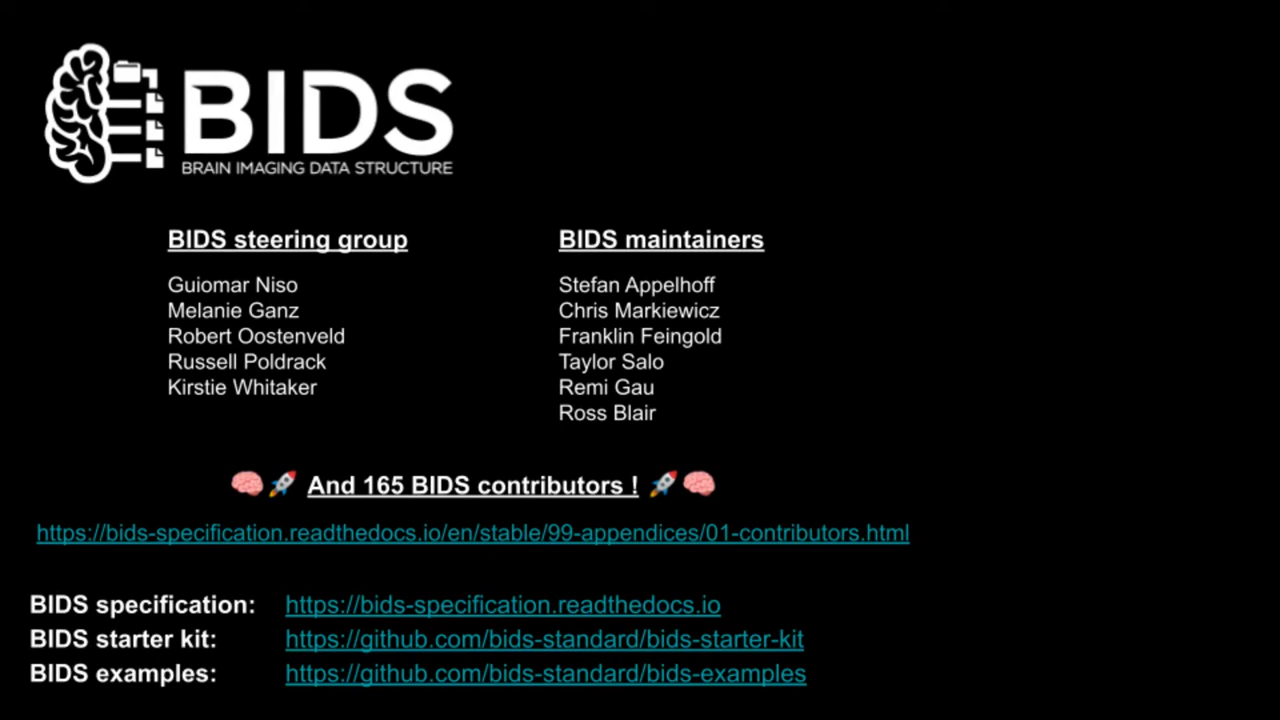 BIDS
BRAIN IMAGING DATA STRUCTURE
BIDS steering group
Guiomar Niso
Melanie Ganz
Robert Oostenveld
Russell Poldrack
Kirstie Whitaker
BIDS maintainers
Stefan Appelhoff
Chris Markiewicz
Franklin Feingold
Taylor Salo
Remi Gau
Ross Blair
🧠🚀 And 165 BIDS contributors ! 🚀🧠
https://bids-specification.readthedocs.io/en/stable/99-appendices/01-contributors.html
BIDS specification: https://bids-specification.readthedocs.io
BIDS starter kit: https://github.com/bids-standard/bids-starter-kit
BIDS examples: https://github.com/bids-standard/bids-examples